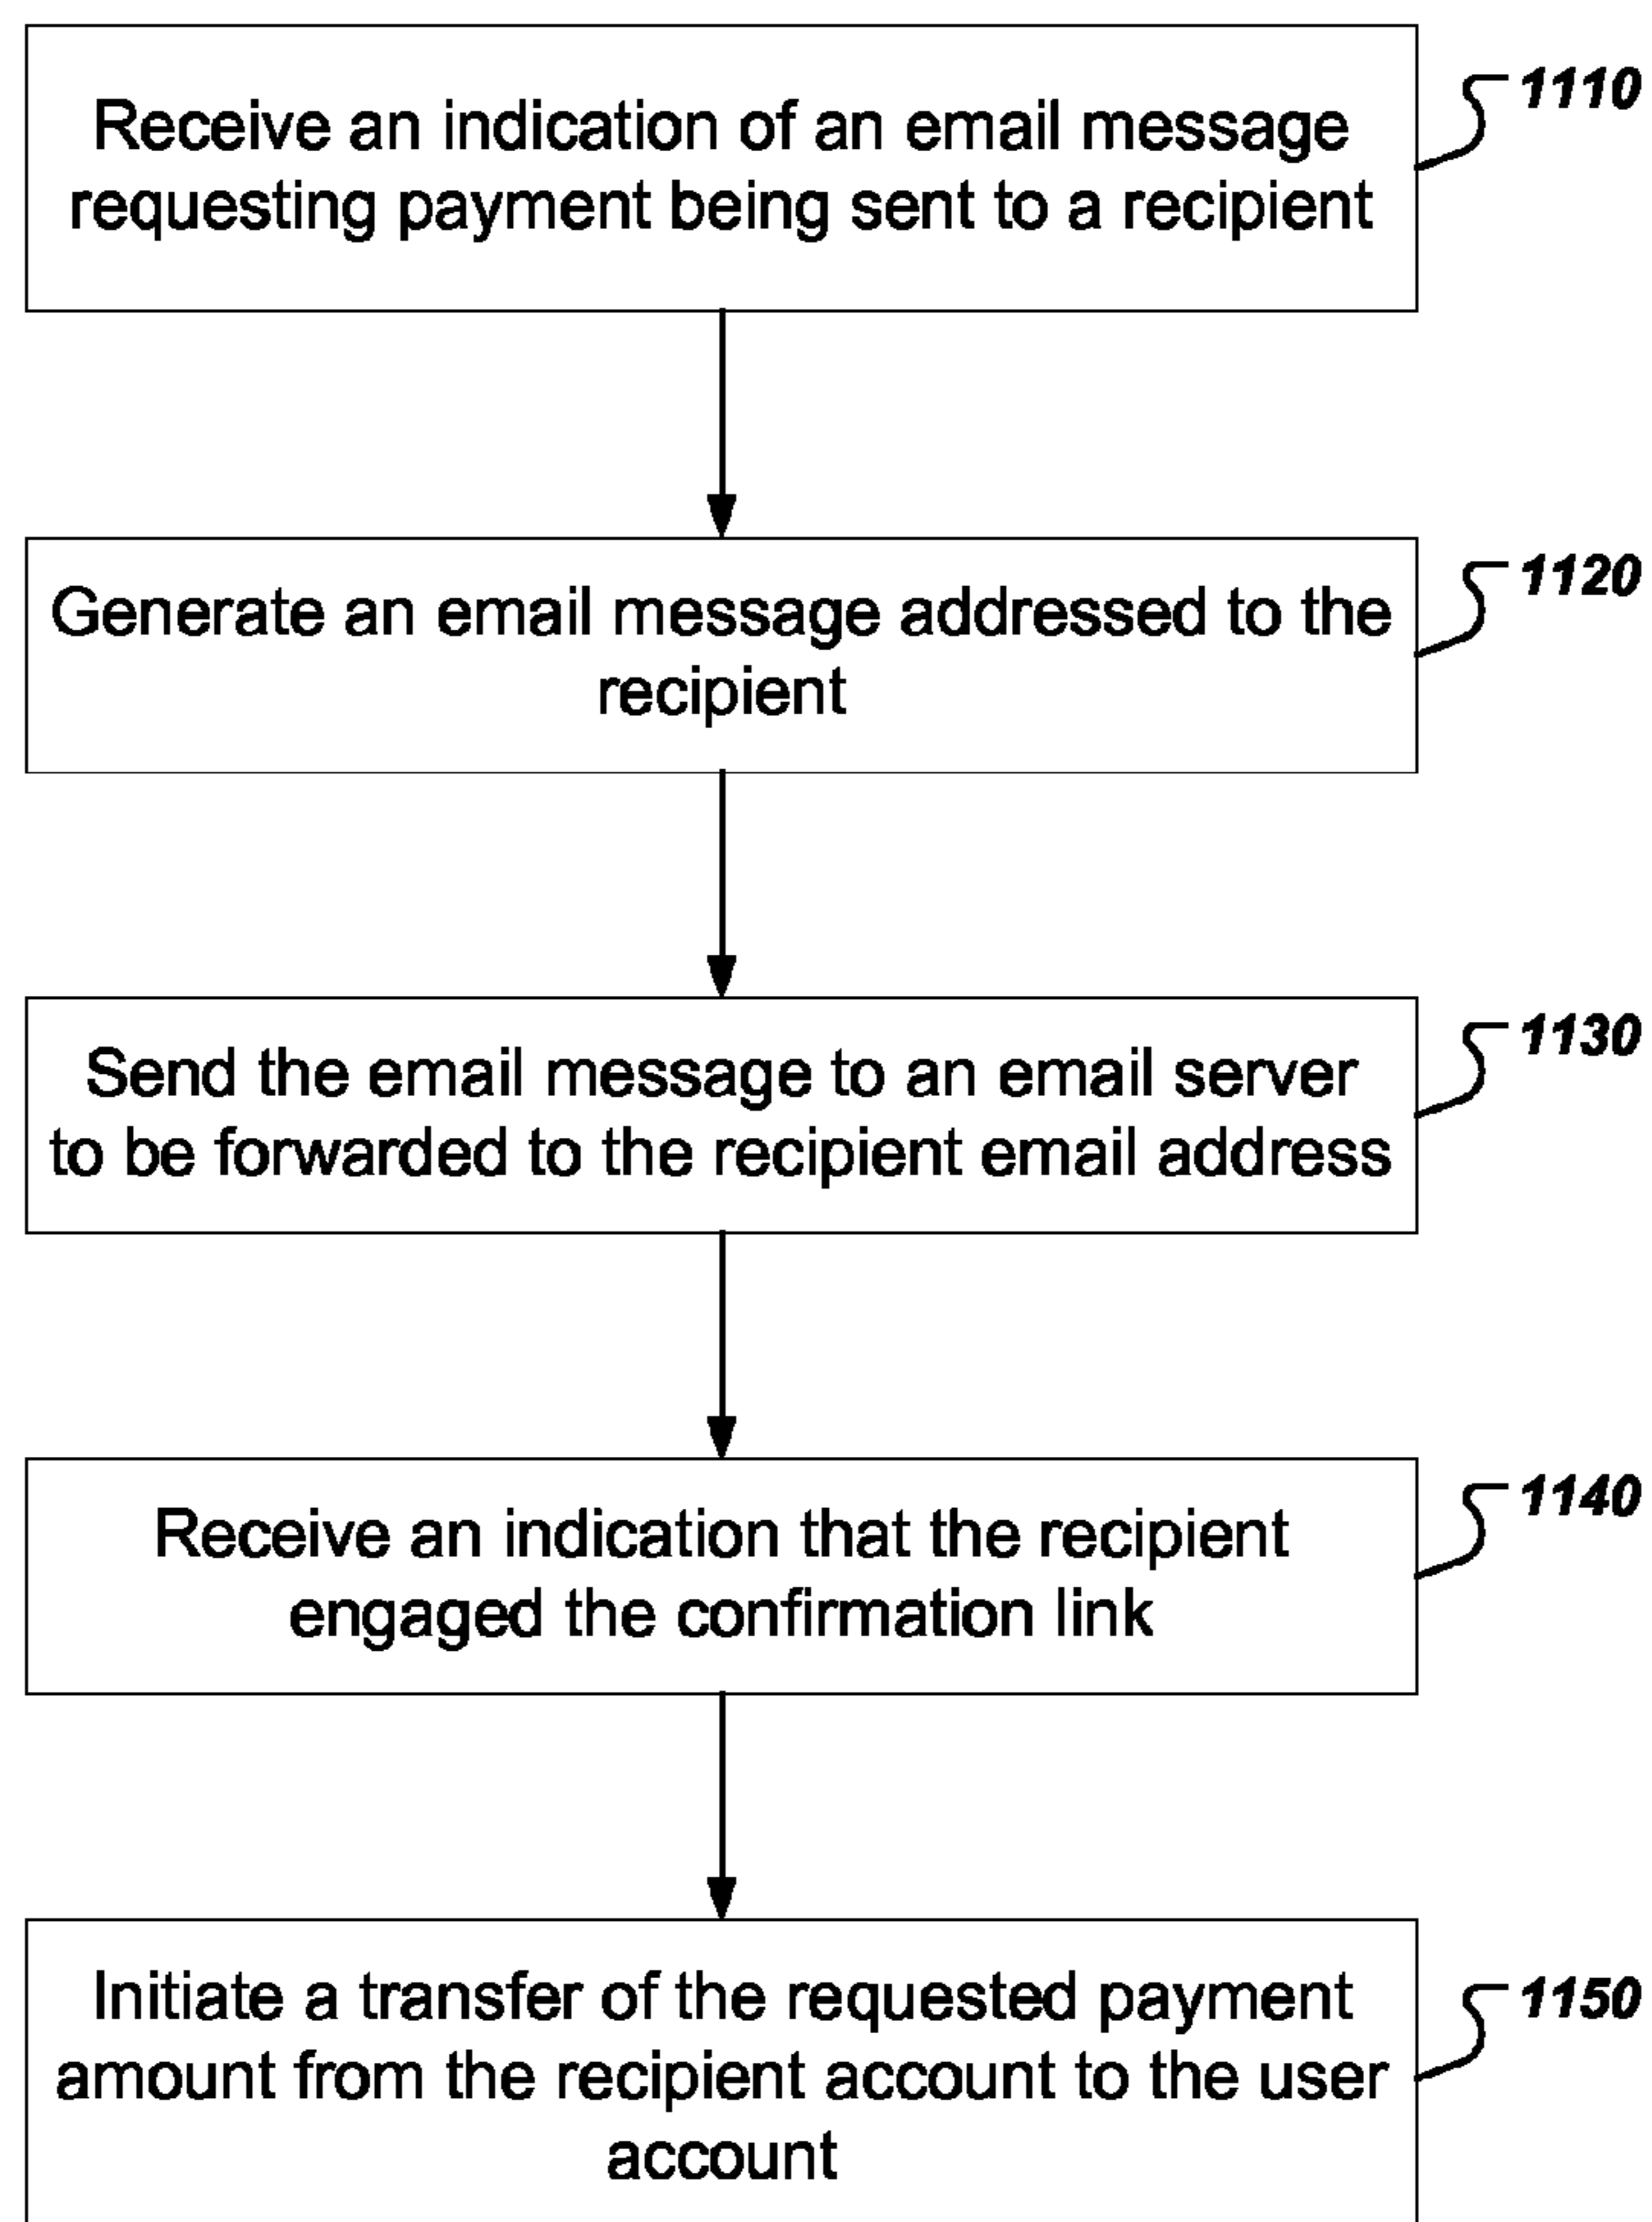 1110
Receive an indication of an email message
requesting payment being sent to a recipient
1120
Generate an email message addressed to the
recipient
1130
Send the email message to an email server
to be forwarded to the recipient email address
1140
Receive an indication that the recipient
engaged the confirmation link
1150
Initiate a transfer of the requested payment
amount from the recipient account to the user
account